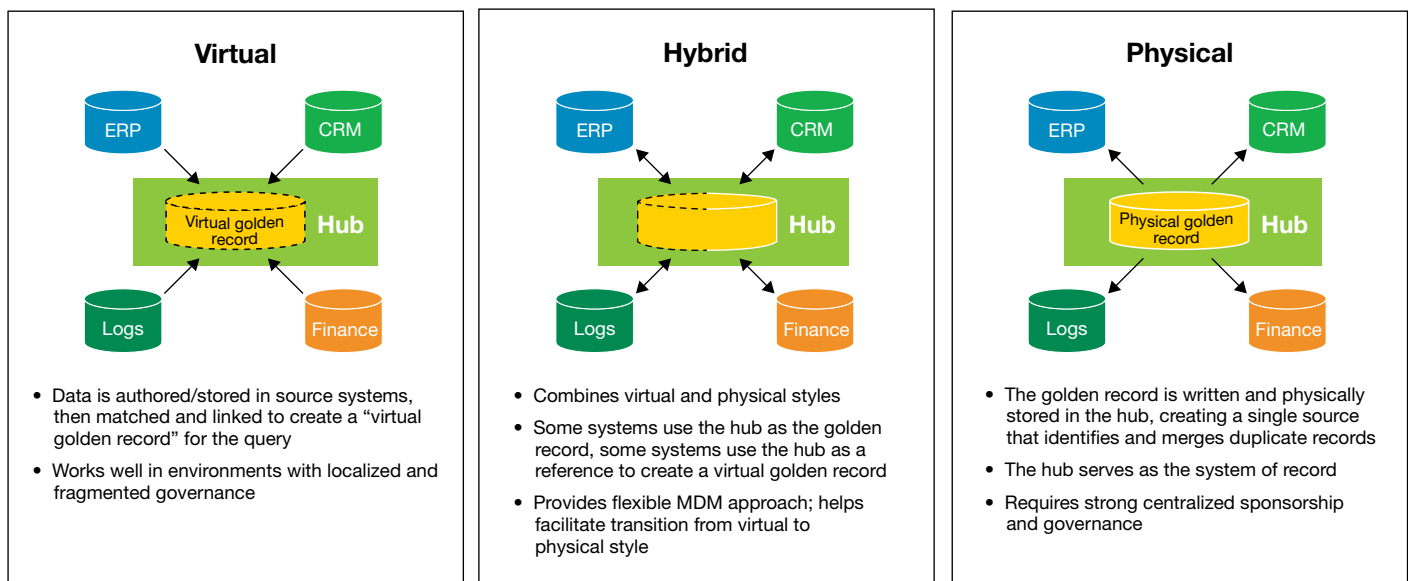 Virtual
ERP
CRM
Virtual golden
record
Hub
Logs
Finance
• Data is authored/stored in source systems,
then matched and linked to create a “virtual
golden record” for the query
• Works well in environments with localized and
fragmented governance
Hybrid
ERP
CRM
Hub
Logs
Finance
• Combines virtual and physical styles
• Some systems use the hub as the golden
record, some systems use the hub as a
reference to create a virtual golden record
• Provides flexible MDM approach; helps
facilitate transition from virtual to
physical style
Physical
ERP
CRM
Physical golden
record
Hub
Logs
Finance
• The golden record is written and physically
stored in the hub, creating a single source
that identifies and merges duplicate records
• The hub serves as the system of record
• Requires strong centralized sponsorship
and governance